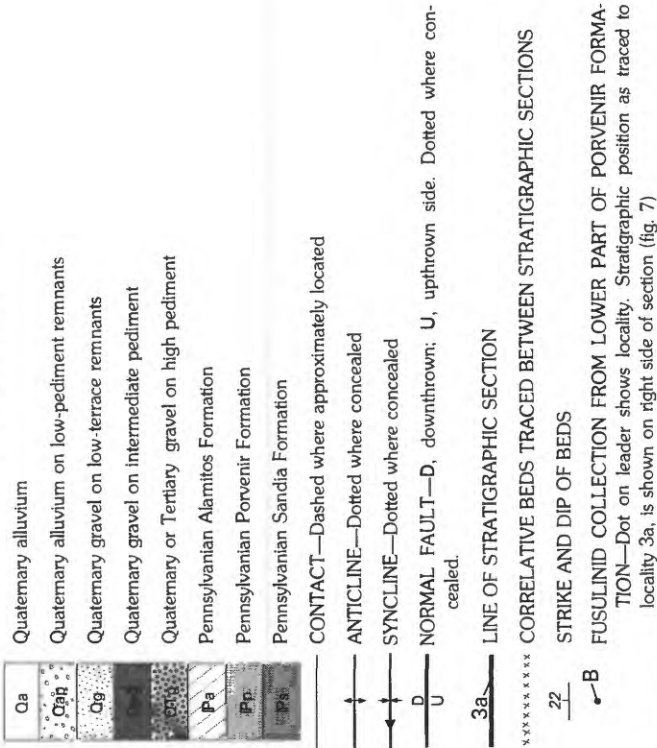 Qa Quaternary alluvium
Qap Quaternary alluvium on low-pediment remnants
Qg Quaternary gravel on low-terrace remnants
Quaternary gravel on intermediate pediment
QTg Quaternary or Tertiary gravel on high pediment
ℙa Pennsylvanian Alamitos Formation
ℙp Pennsylvanian Porvenir Formation
ℙs Pennsylvanian Sandia Formation
CONTACT—Dashed where approximately located
ANTICLINE—Dotted where concealed
SYNCLINE—Dotted where concealed
D U NORMAL FAULT—D, downthrown; U, upthrown side. Dotted where con-
cealed.
3a LINE OF STRATIGRAPHIC SECTION
xxxxxxxxx CORRELATIVE BEDS TRACED BETWEEN STRATIGRAPHIC SECTIONS
22 STRIKE AND DIP OF BEDS
B FUSULINID COLLECTION FROM LOWER PART OF PORVENIR FORMA-
TION—Dot on leader shows locality. Stratigraphic position as traced to
locality 3a, is shown on right side of section (fig. 7)